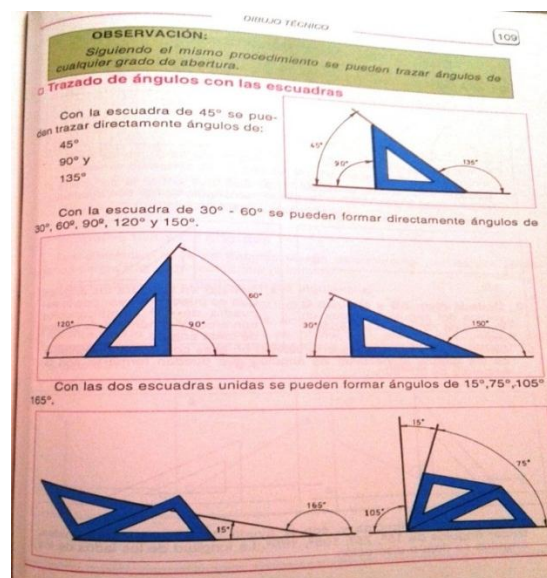 DIBUJO TÉCNICO
109
OBSERVACIÓN:
Siguiendo el mismo procedimiento se pueden trazar ángulos de
cualquier grado de abertura.
Trazado de ángulos con las escuadras
Con la escuadra de 45° se pue-
den trazar directamente ángulos de:
45°
90° y
135°
45°
90°
135°
Con la escuadra de 30° - 60° se pueden formar directamente ángulos de
30°, 60º, 90º, 120° y 150°.
120°
90°
60°
30°
150°
Con las dos escuadras unidas se pueden formar ángulos de 15°,75°,105°
165°,
15°
165°
15°
75°
105°